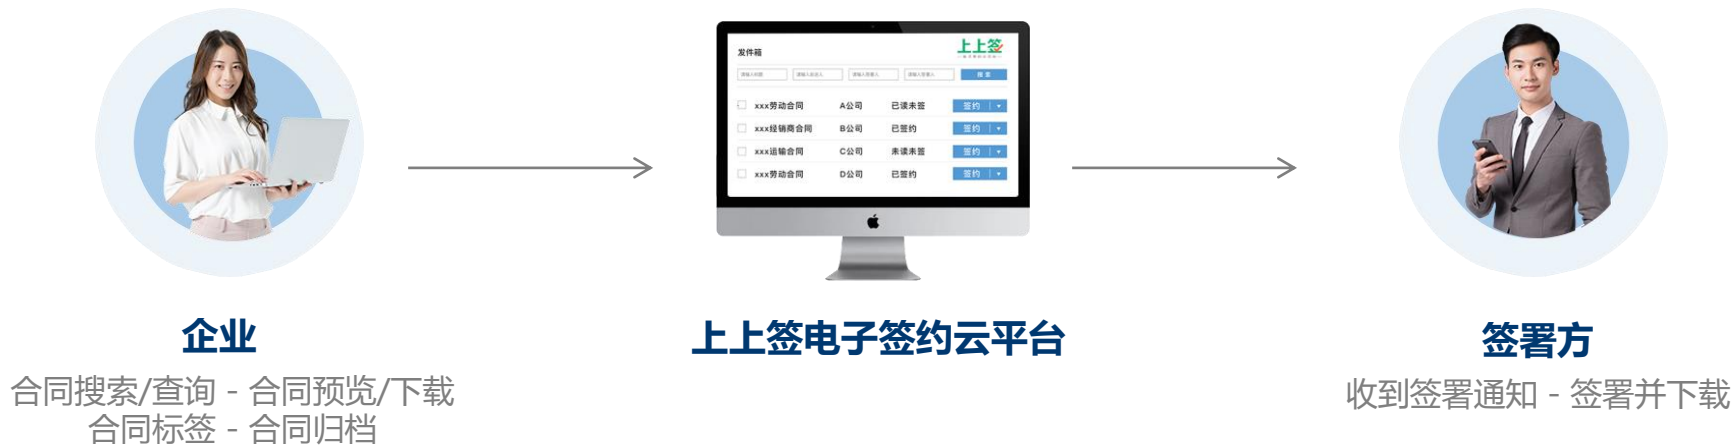 发件箱
上上签
搜索
xxx劳动合同 A公司 已读未签 签约
xxx经销商合同 B公司 已签约 签约
xxx运输合同 C公司 未读未签 签约
xxx劳动合同 D公司 已签约 签约
企业
上上签电子签约云平台
签署方
合同搜索/查询 - 合同预览/下载
合同标签 - 合同归档
收到签署通知 - 签署并下载